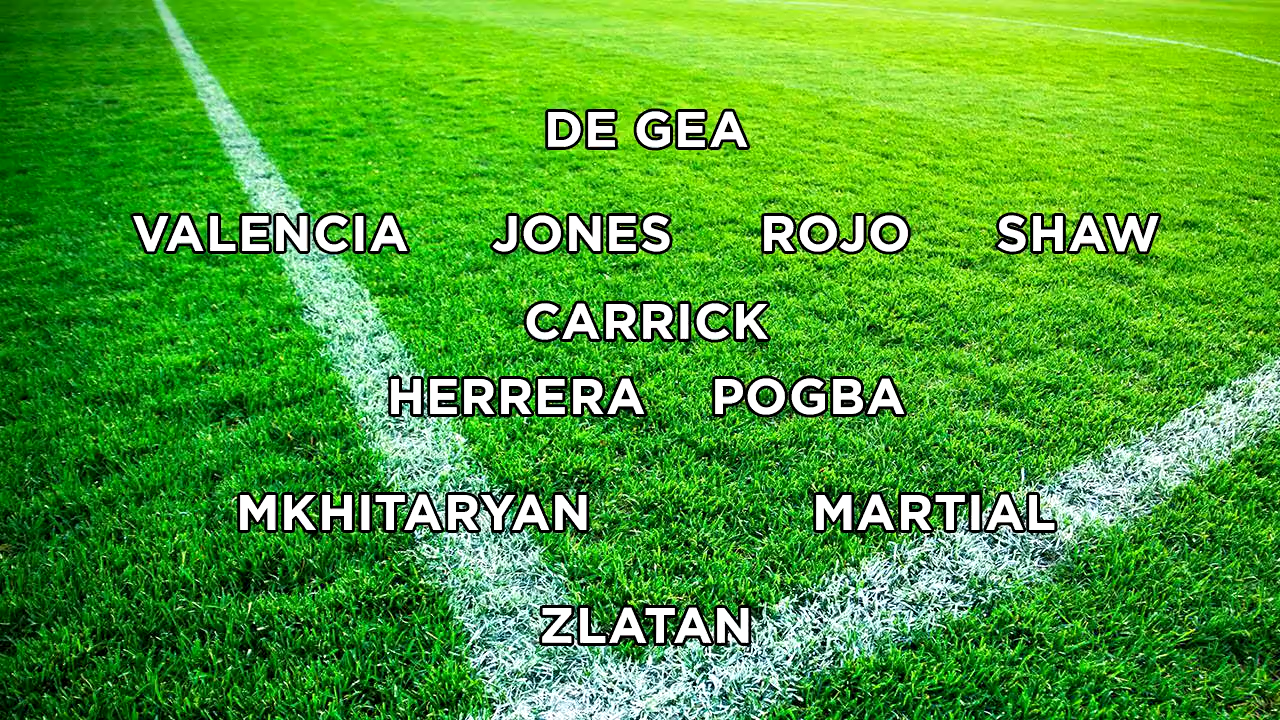 DE GEA
VALENCIA JONES ROJO SHAW
CARRICK
HERRERA POGBA
MKHITARYAN MARTIAL
ZLATAN